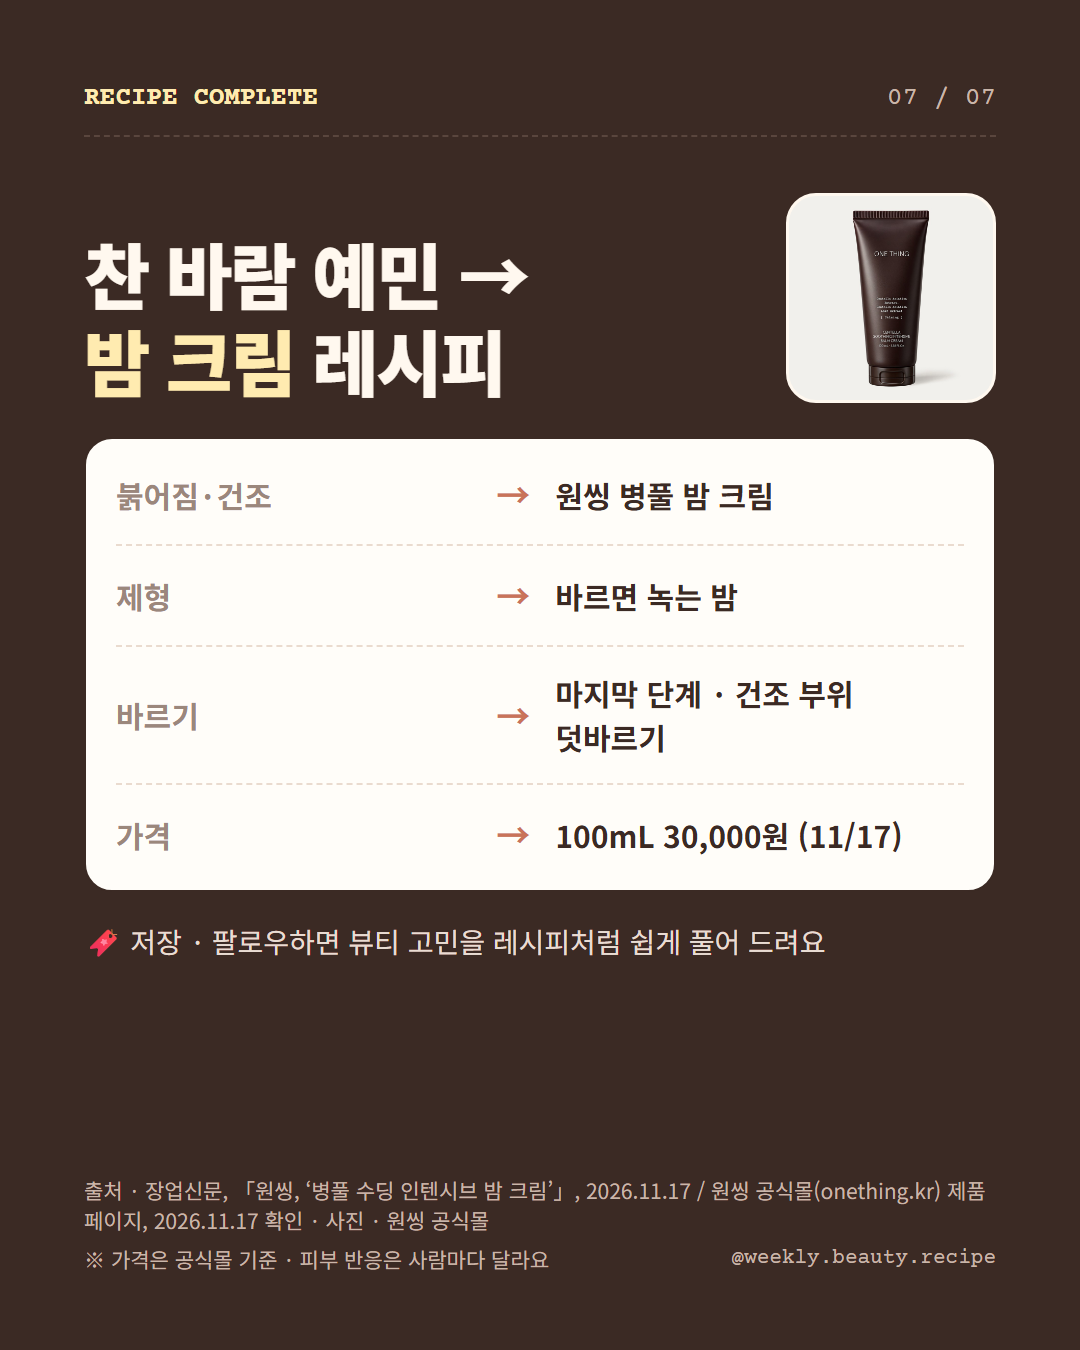 RECIPE COMPLETE
07 / 07
찬 바람 예민 →
밤 크림 레시피
ONE THING
붉어짐·건조 → 원씽 병풀 밤 크림
제형 → 바르면 녹는 밤
바르기 → 마지막 단계 · 건조 부위
덧바르기
가격 → 100mL 30,000원 (11/17)
저장 · 팔로우하면 뷰티 고민을 레시피처럼 쉽게 풀어 드려요
출처 · 장업신문, 「원씽, ‘병풀 수딩 인텐시브 밤 크림’」, 2026.11.17 / 원씽 공식몰(onething.kr) 제품
페이지, 2026.11.17 확인 · 사진 · 원씽 공식몰
※ 가격은 공식몰 기준 · 피부 반응은 사람마다 달라요
@weekly.beauty.recipe